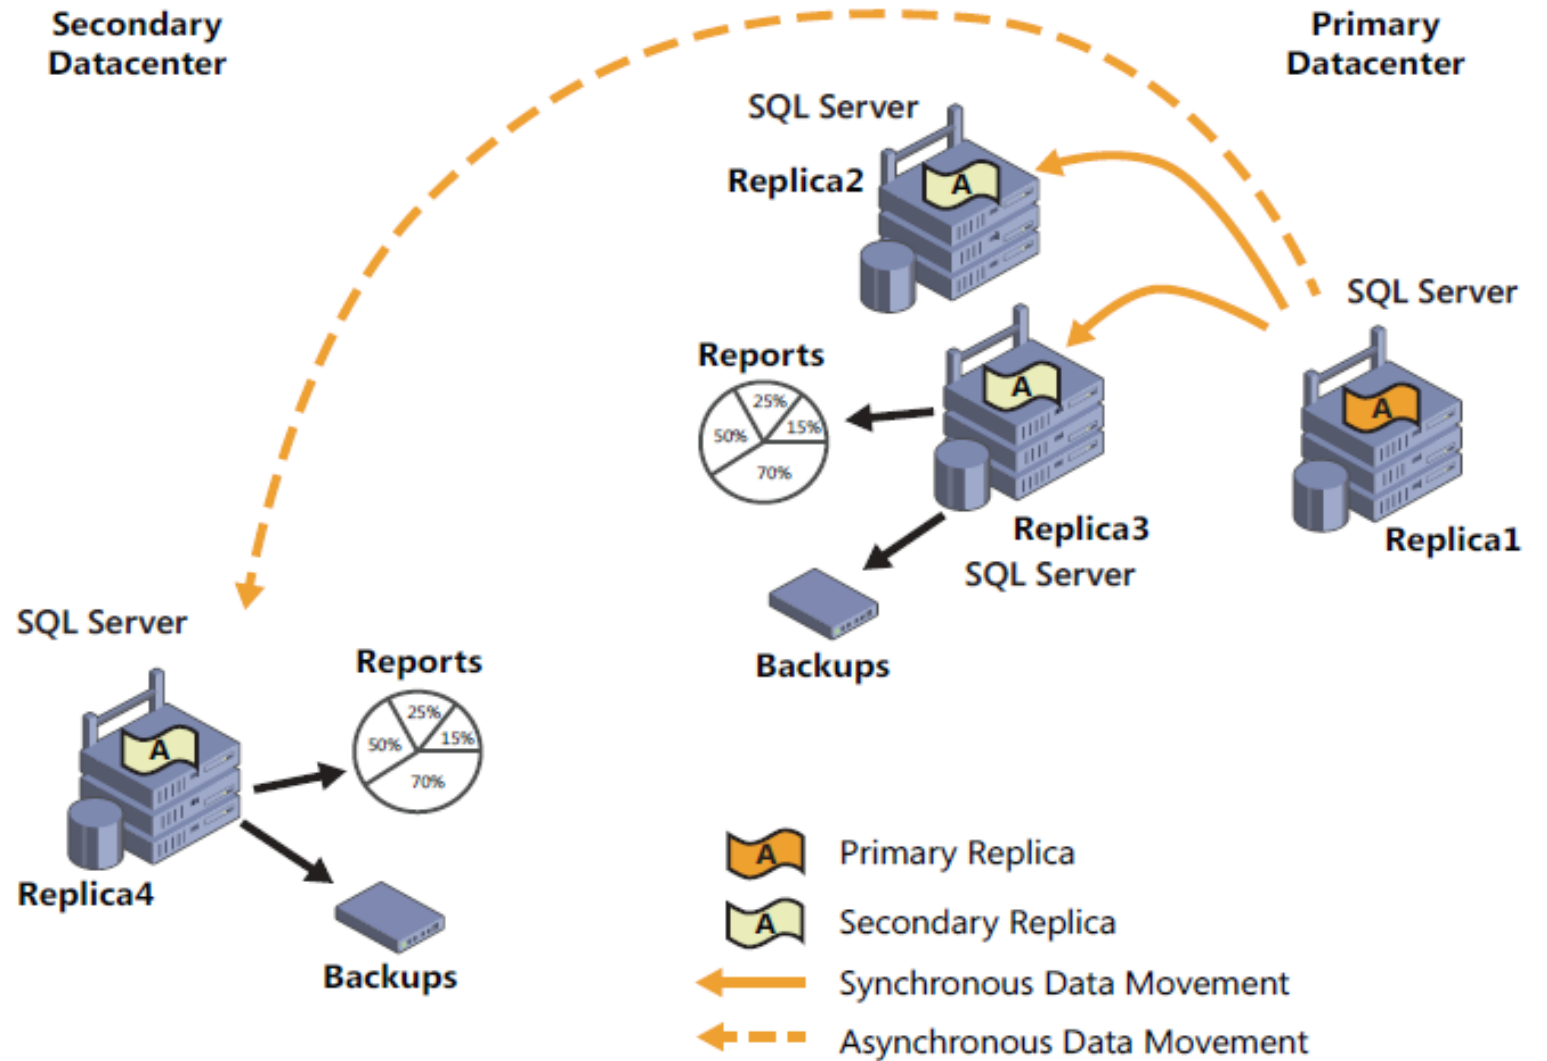 Secondary
Datacenter
Primary
Datacenter
SQL Server
Replica2
A
SQL Server
A
Replica1
Reports
25%
50%
15%
70%
A
Replica3
SQL Server
Backups
SQL Server
A
Replica4
Reports
25%
50%
15%
70%
Backups
A Primary Replica
A Secondary Replica
Synchronous Data Movement
Asynchronous Data Movement